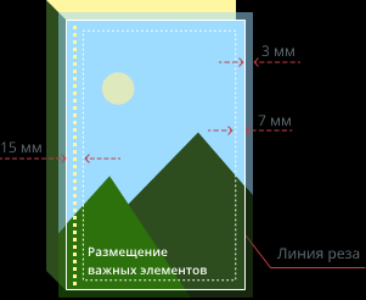 3 мм
7 мм
15 мм
Размещение
важных элементов
Линия реза